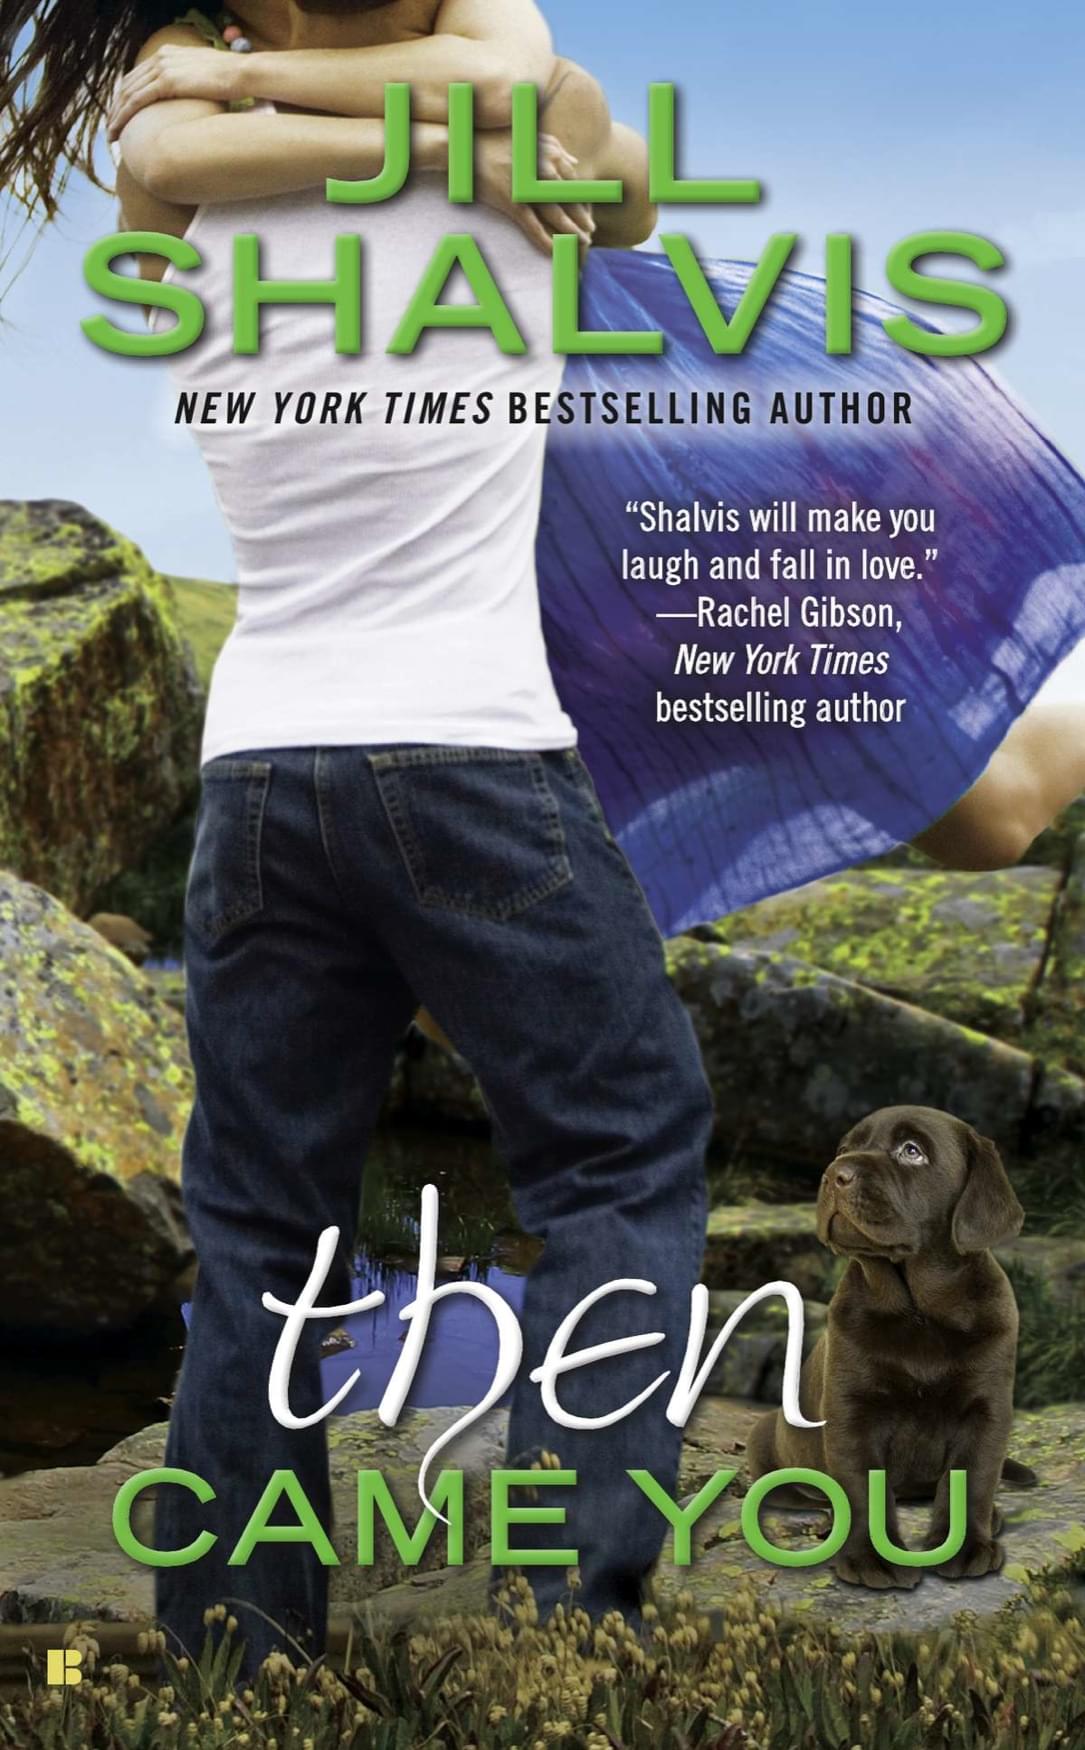 JILL
SHALVIS
NEW YORK TIMES BESTSELLING AUTHOR
“Shalvis will make you
laugh and fall in love.”
—Rachel Gibson,
New York Times
bestselling author
then
CAME YOU
B